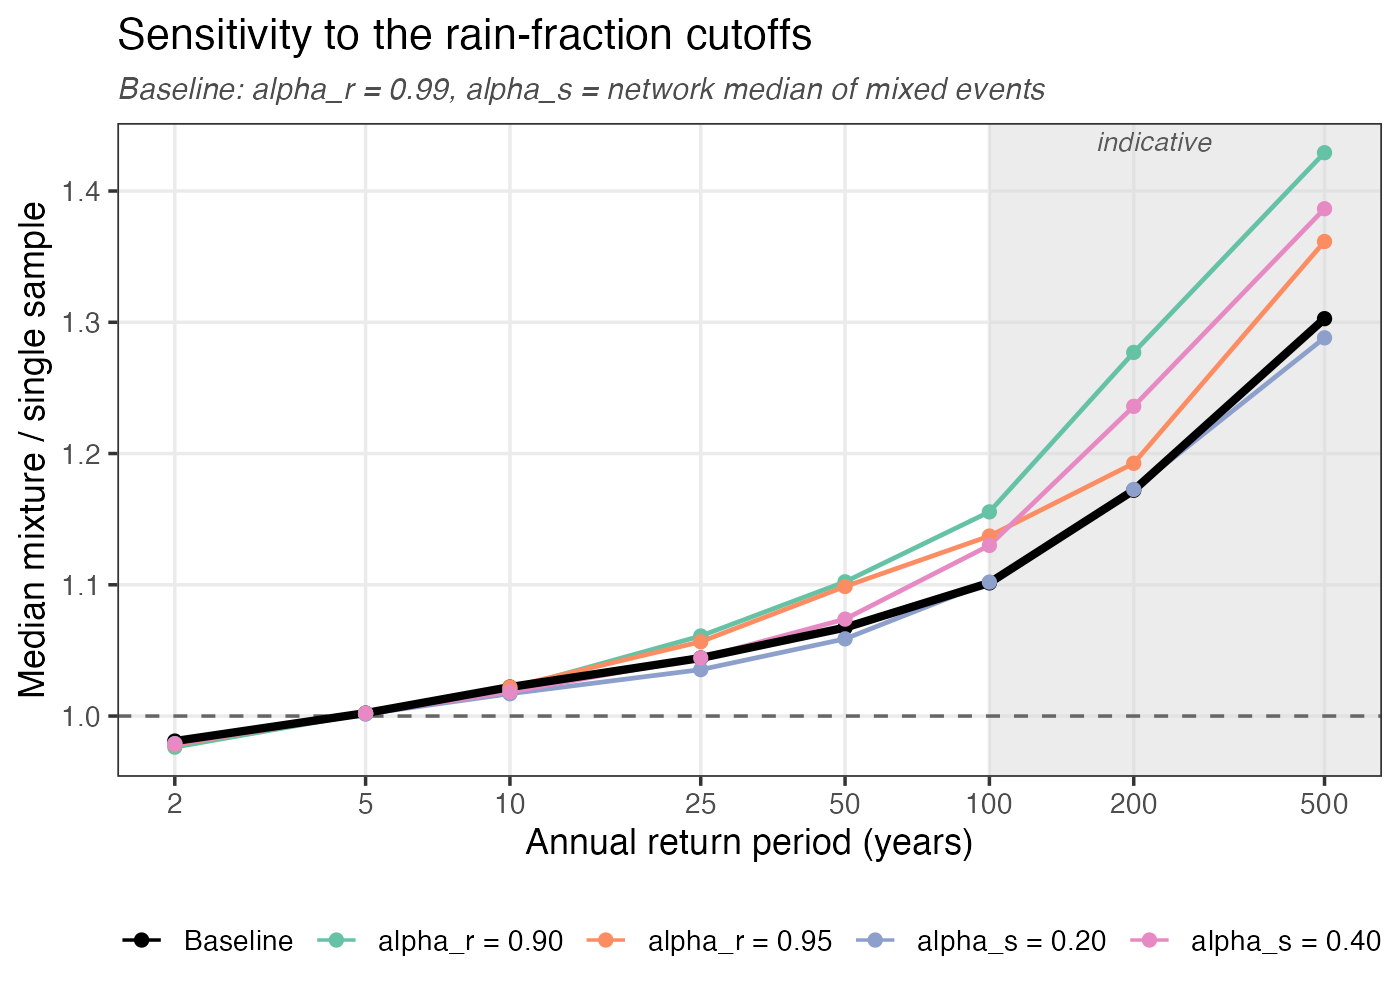 Sensitivity to the rain-fraction cutoffs
Baseline: alpha_r = 0.99, alpha_s = network median of mixed events
indicative
Median mixture / single sample
1.4
1.3
1.2
1.1
1.0
2 5 10 25 50 100 200 500
Annual return period (years)
Baseline alpha_r = 0.90 alpha_r = 0.95 alpha_s = 0.20 alpha_s = 0.40